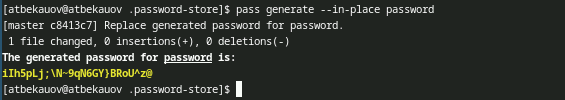 [atbekauov@atbekauov .password-store]$ pass generate --in-place password
[master c8413c7] Replace generated password for password.
 1 file changed, 0 insertions(+), 0 deletions(-)
The generated password for password is:
iIh5pLj;\N~9qN6GY}BRoU^z@
[atbekauov@atbekauov .password-store]$